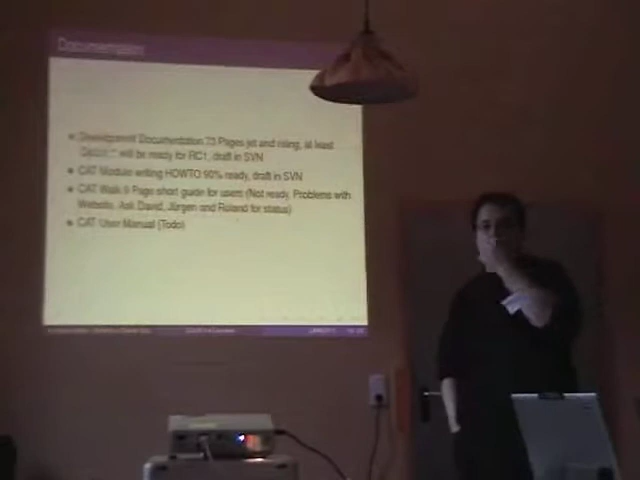 Documentation
Development Documentation 73 Pages jet and rising, at least
will be ready for RC1, draft in SVN
CAT Module writing HOWTO 90% ready, draft in SVN
CAT Walk 9 Page short guide for users (Not ready, Problems with
Website, Ask David, Jürgen and Roland for status)
CAT User Manual (Todo)